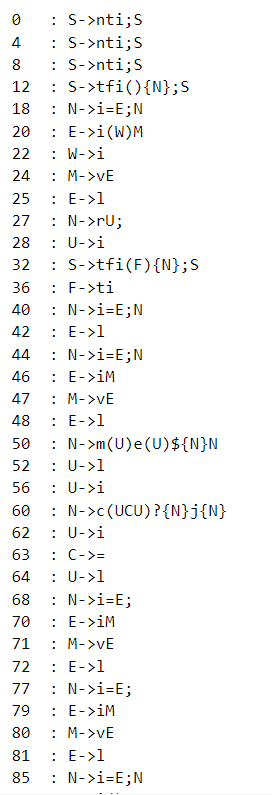 0   : S->nti;S
4   : S->nti;S
8   : S->nti;S
12  : S->tfi(){N};S
18  : N->i=E;N
20  : E->i(W)M
22  : W->i
24  : M->vE
25  : E->l
27  : N->rU;
28  : U->i
32  : S->tfi(F){N};S
36  : F->ti
40  : N->i=E;N
42  : E->l
44  : N->i=E;N
46  : E->iM
47  : M->vE
48  : E->l
50  : N->m(U)e(U)${N}N
52  : U->l
56  : U->i
60  : N->c(UCU)?{N}j{N}
62  : U->i
63  : C->=
64  : U->l
68  : N->i=E;
70  : E->iM
71  : M->vE
72  : E->l
77  : N->i=E;
79  : E->iM
80  : M->vE
81  : E->l
85  : N->i=E;N